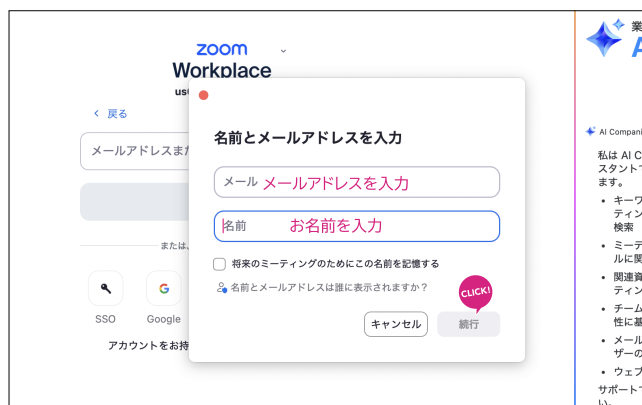 zoom
Workplace
戻る
メールアドレスまた
または、
SSO
Google
アカウントをお持
名前とメールアドレスを入力
メール メールアドレスを入力
名前 お名前を入力
将来のミーティングのためにこの名前を記憶する
名前とメールアドレスは誰に表示されますか？
CLICK!
キャンセル
続行
業
AI Compani
私は AI C
スタントで
ます。
キーワ
ティン
検索
ミーテ
ルに関
関連資
ティン
チーム
性に基
メール
ザーの
ウェブ
サポートで
い。